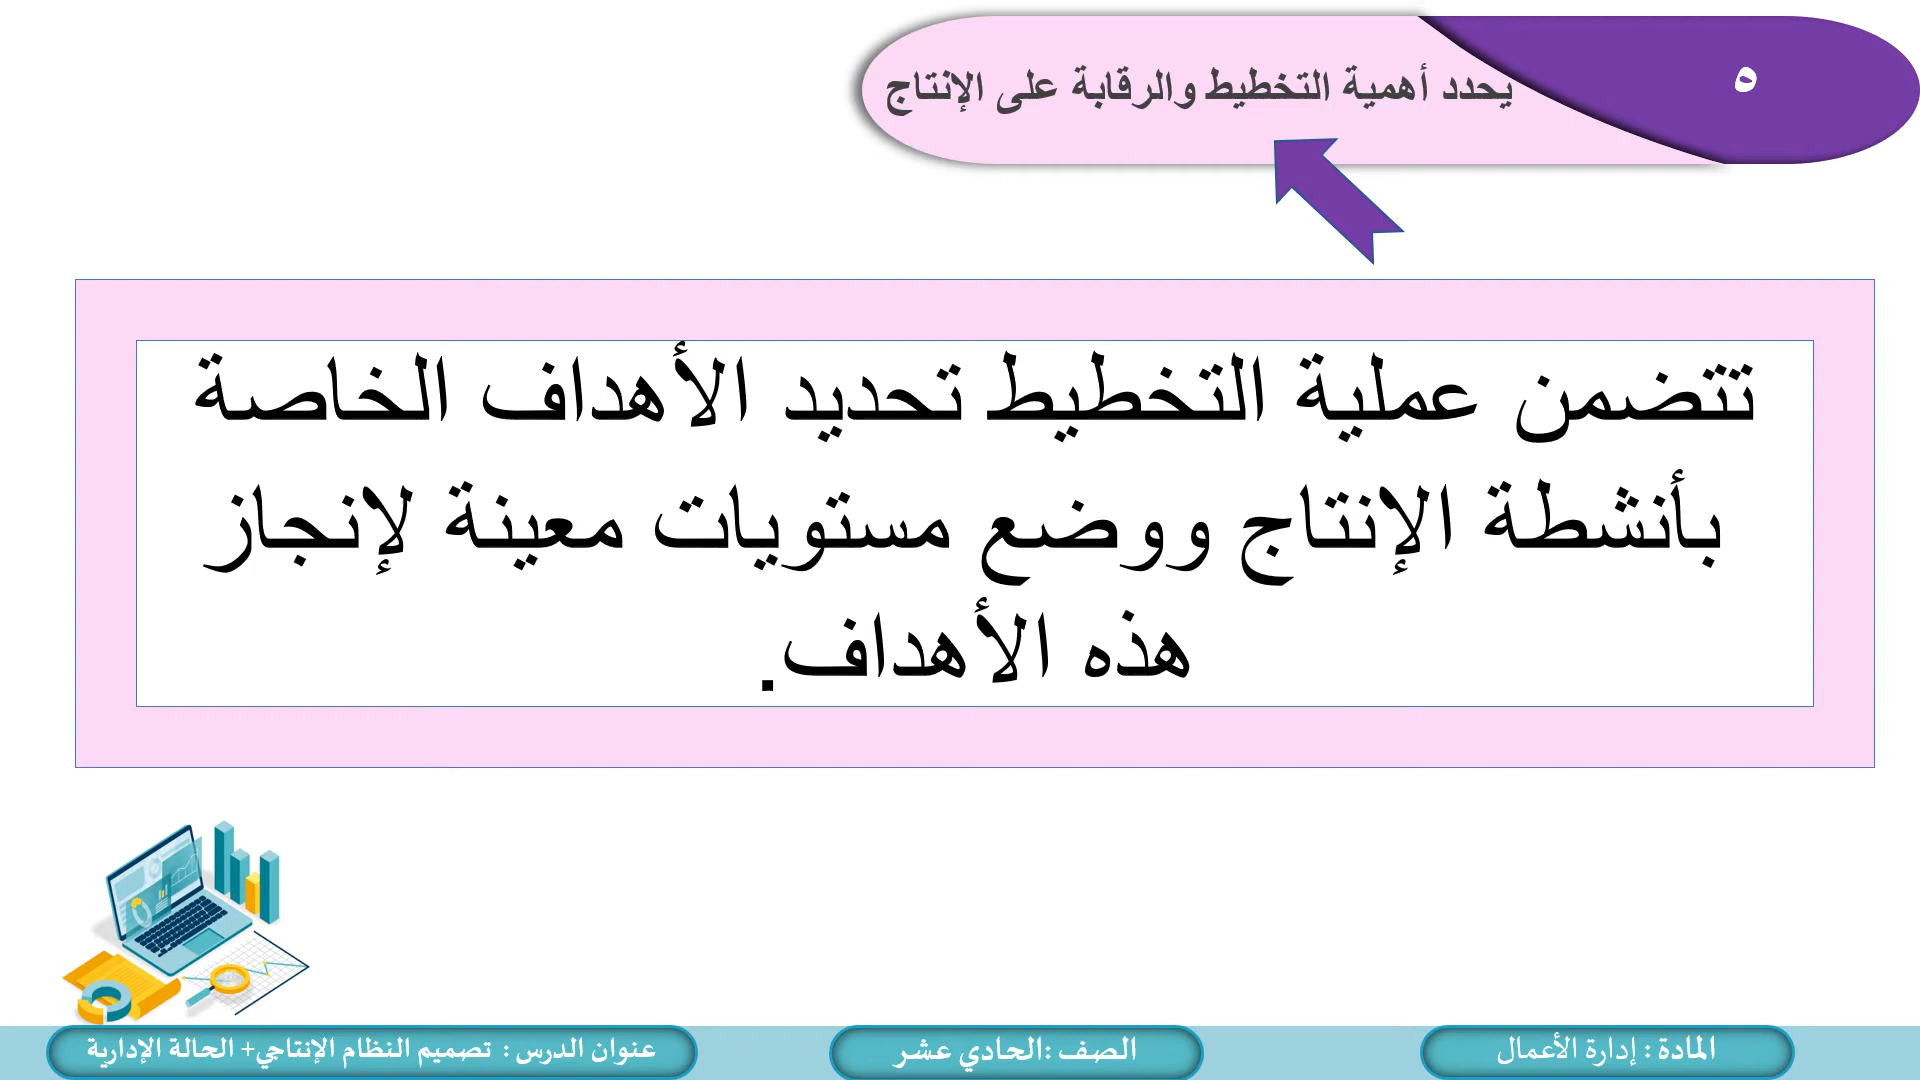 ٥
يحدد أهمية التخطيط والرقابة على الإنتاج
تتضمن عملية التخطيط تحديد الأهداف الخاصة
بأنشطة الإنتاج ووضع مستويات معينة لإنجاز
هذه الأهداف.
المادة : إدارة الأعمال
الصف :الحادي عشر
عنوان الدرس : تصميم النظام الإنتاجي+ الحالة الإدارية